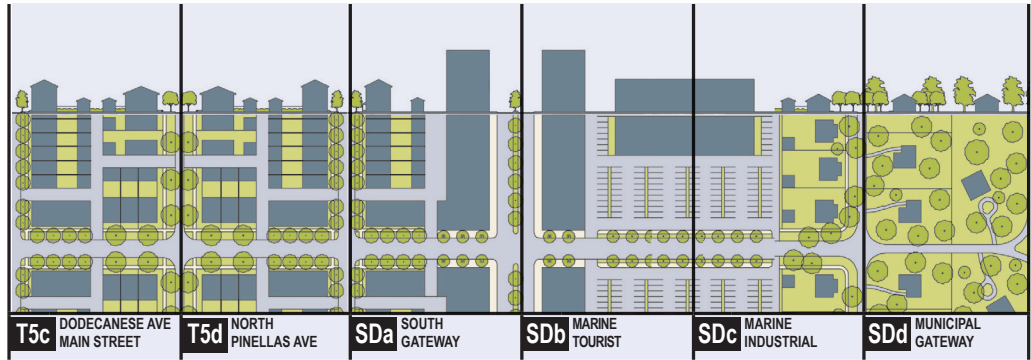 T5c DODECANESE AVE
MAIN STREET
T5d NORTH
PINELLAS AVE
SDa SOUTH
GATEWAY
SDb MARINE
TOURIST
SDc MARINE
INDUSTRIAL
SDd MUNICIPAL
GATEWAY